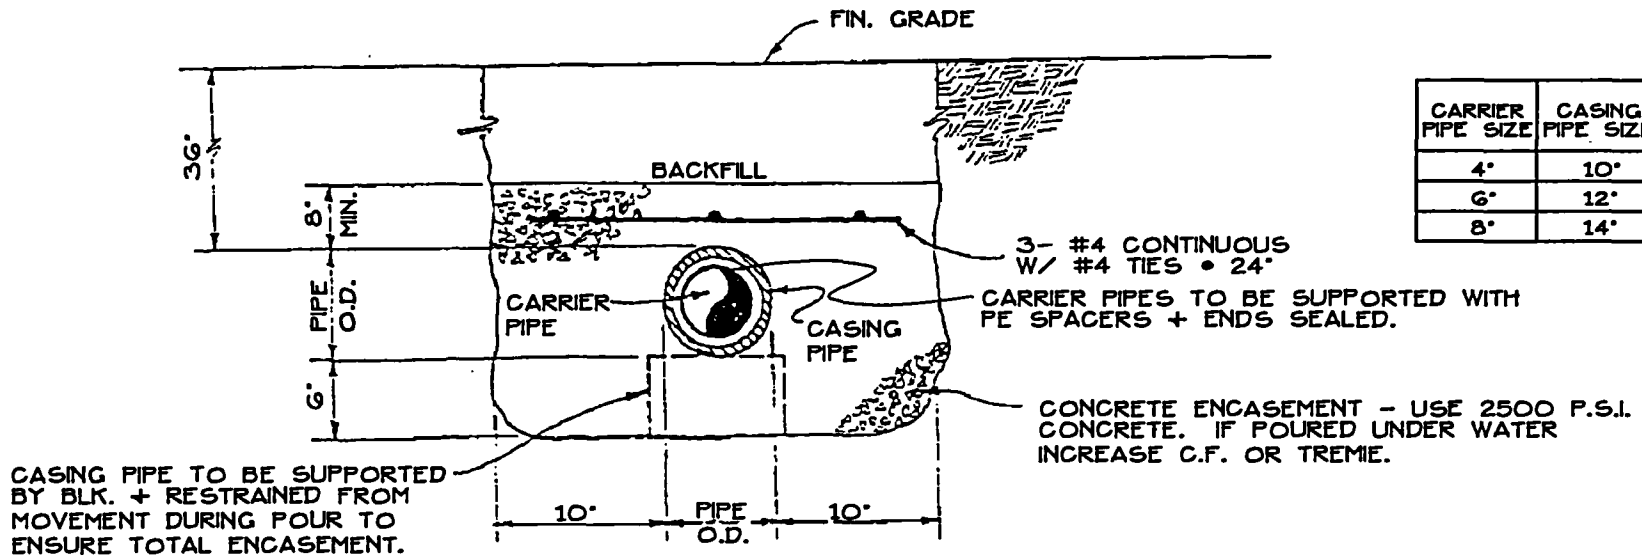 FIN. GRADE
CARRIER PIPE SIZE
4"
6"
8"
10"
12"
14"
36"
BACKFILL
8"
MIN.
3- #4 CONTINUOUS
W/ #4 TIES • 24"
PIPE
O.D.
CARRIER
PIPE
CASING
PIPE
CARRIER PIPES TO BE SUPPORTED WITH
PE SPACERS + ENDS SEALED.
6"
CONCRETE ENCASEMENT - USE 2500 P.S.I.
CONCRETE. IF POURED UNDER WATER
INCREASE C.F. OR TREMIE.
CASING PIPE TO BE SUPPORTED
BY BLK. + RESTRAINED FROM
MOVEMENT DURING POUR TO
ENSURE TOTAL ENCASEMENT.
10"
PIPE
O.D.
10"
CASING
PIPE SIZ